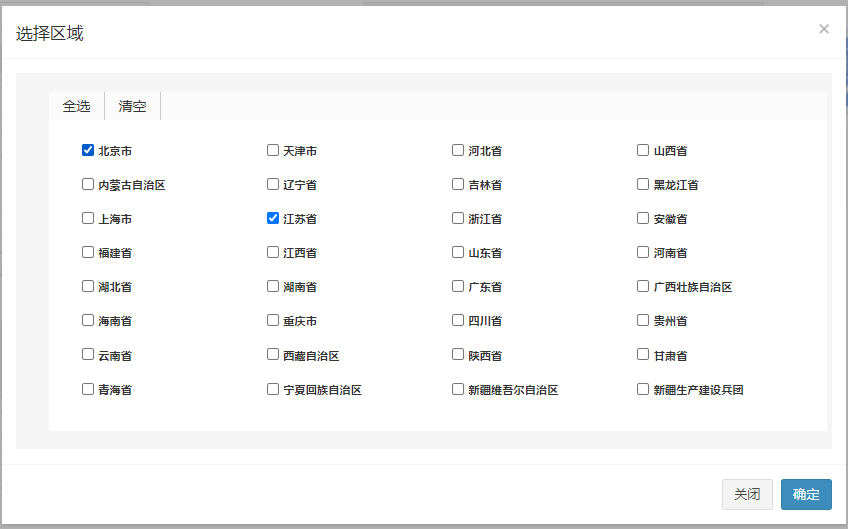 选择区域
×
全选 清空
北京市 天津市 河北省 山西省
内蒙古自治区 辽宁省 吉林省 黑龙江省
上海市 江苏省 浙江省 安徽省
福建省 江西省 山东省 河南省
湖北省 湖南省 广东省 广西壮族自治区
海南省 重庆市 四川省 贵州省
云南省 西藏自治区 陕西省 甘肃省
青海省 宁夏回族自治区 新疆维吾尔自治区 新疆生产建设兵团
关闭 确定